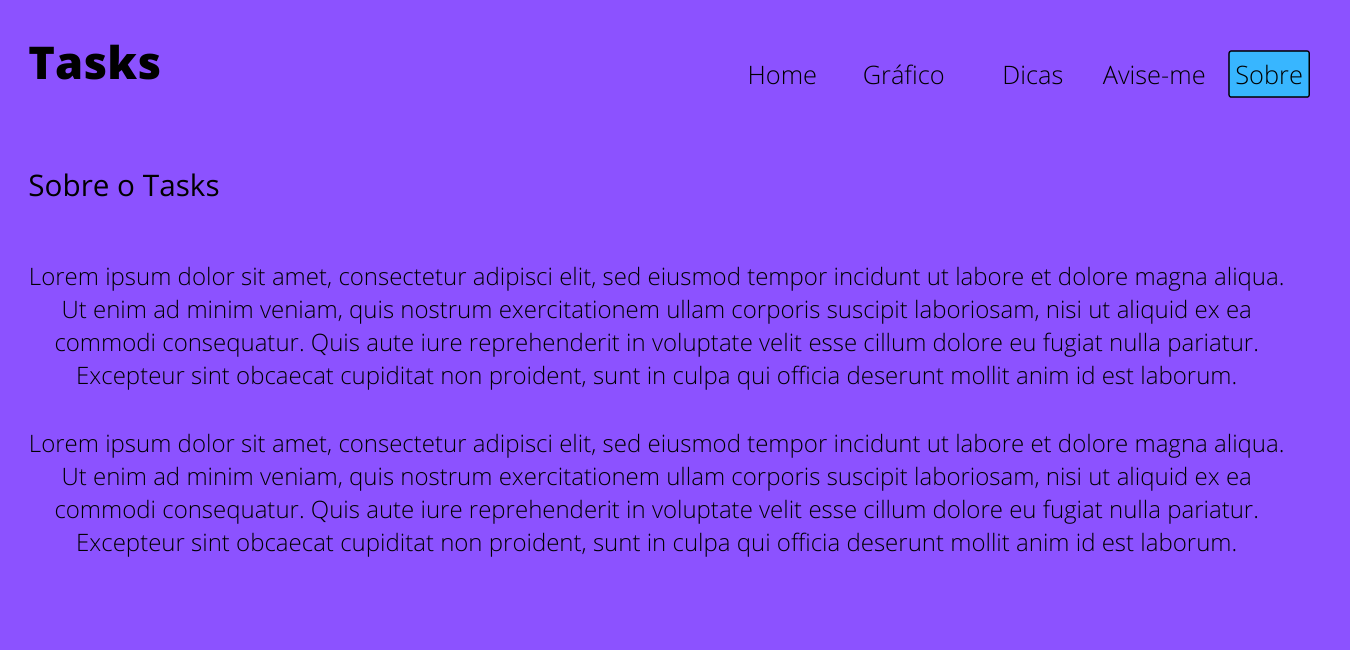 Tasks
Home Gráfico Dicas Avise-me Sobre
Sobre o Tasks
Lorem ipsum dolor sit amet, consectetur adipisci elit, sed eiusmod tempor incidunt ut labore et dolore magna aliqua.
Ut enim ad minim veniam, quis nostrum exercitationem ullam corporis suscipit laboriosam, nisi ut aliquid ex ea
commodi consequatur. Quis aute iure reprehenderit in voluptate velit esse cillum dolore eu fugiat nulla pariatur.
Excepteur sint obcaecat cupiditat non proident, sunt in culpa qui officia deserunt mollit anim id est laborum.
Lorem ipsum dolor sit amet, consectetur adipisci elit, sed eiusmod tempor incidunt ut labore et dolore magna aliqua.
Ut enim ad minim veniam, quis nostrum exercitationem ullam corporis suscipit laboriosam, nisi ut aliquid ex ea
commodi consequatur. Quis aute iure reprehenderit in voluptate velit esse cillum dolore eu fugiat nulla pariatur.
Excepteur sint obcaecat cupiditat non proident, sunt in culpa qui officia deserunt mollit anim id est laborum.